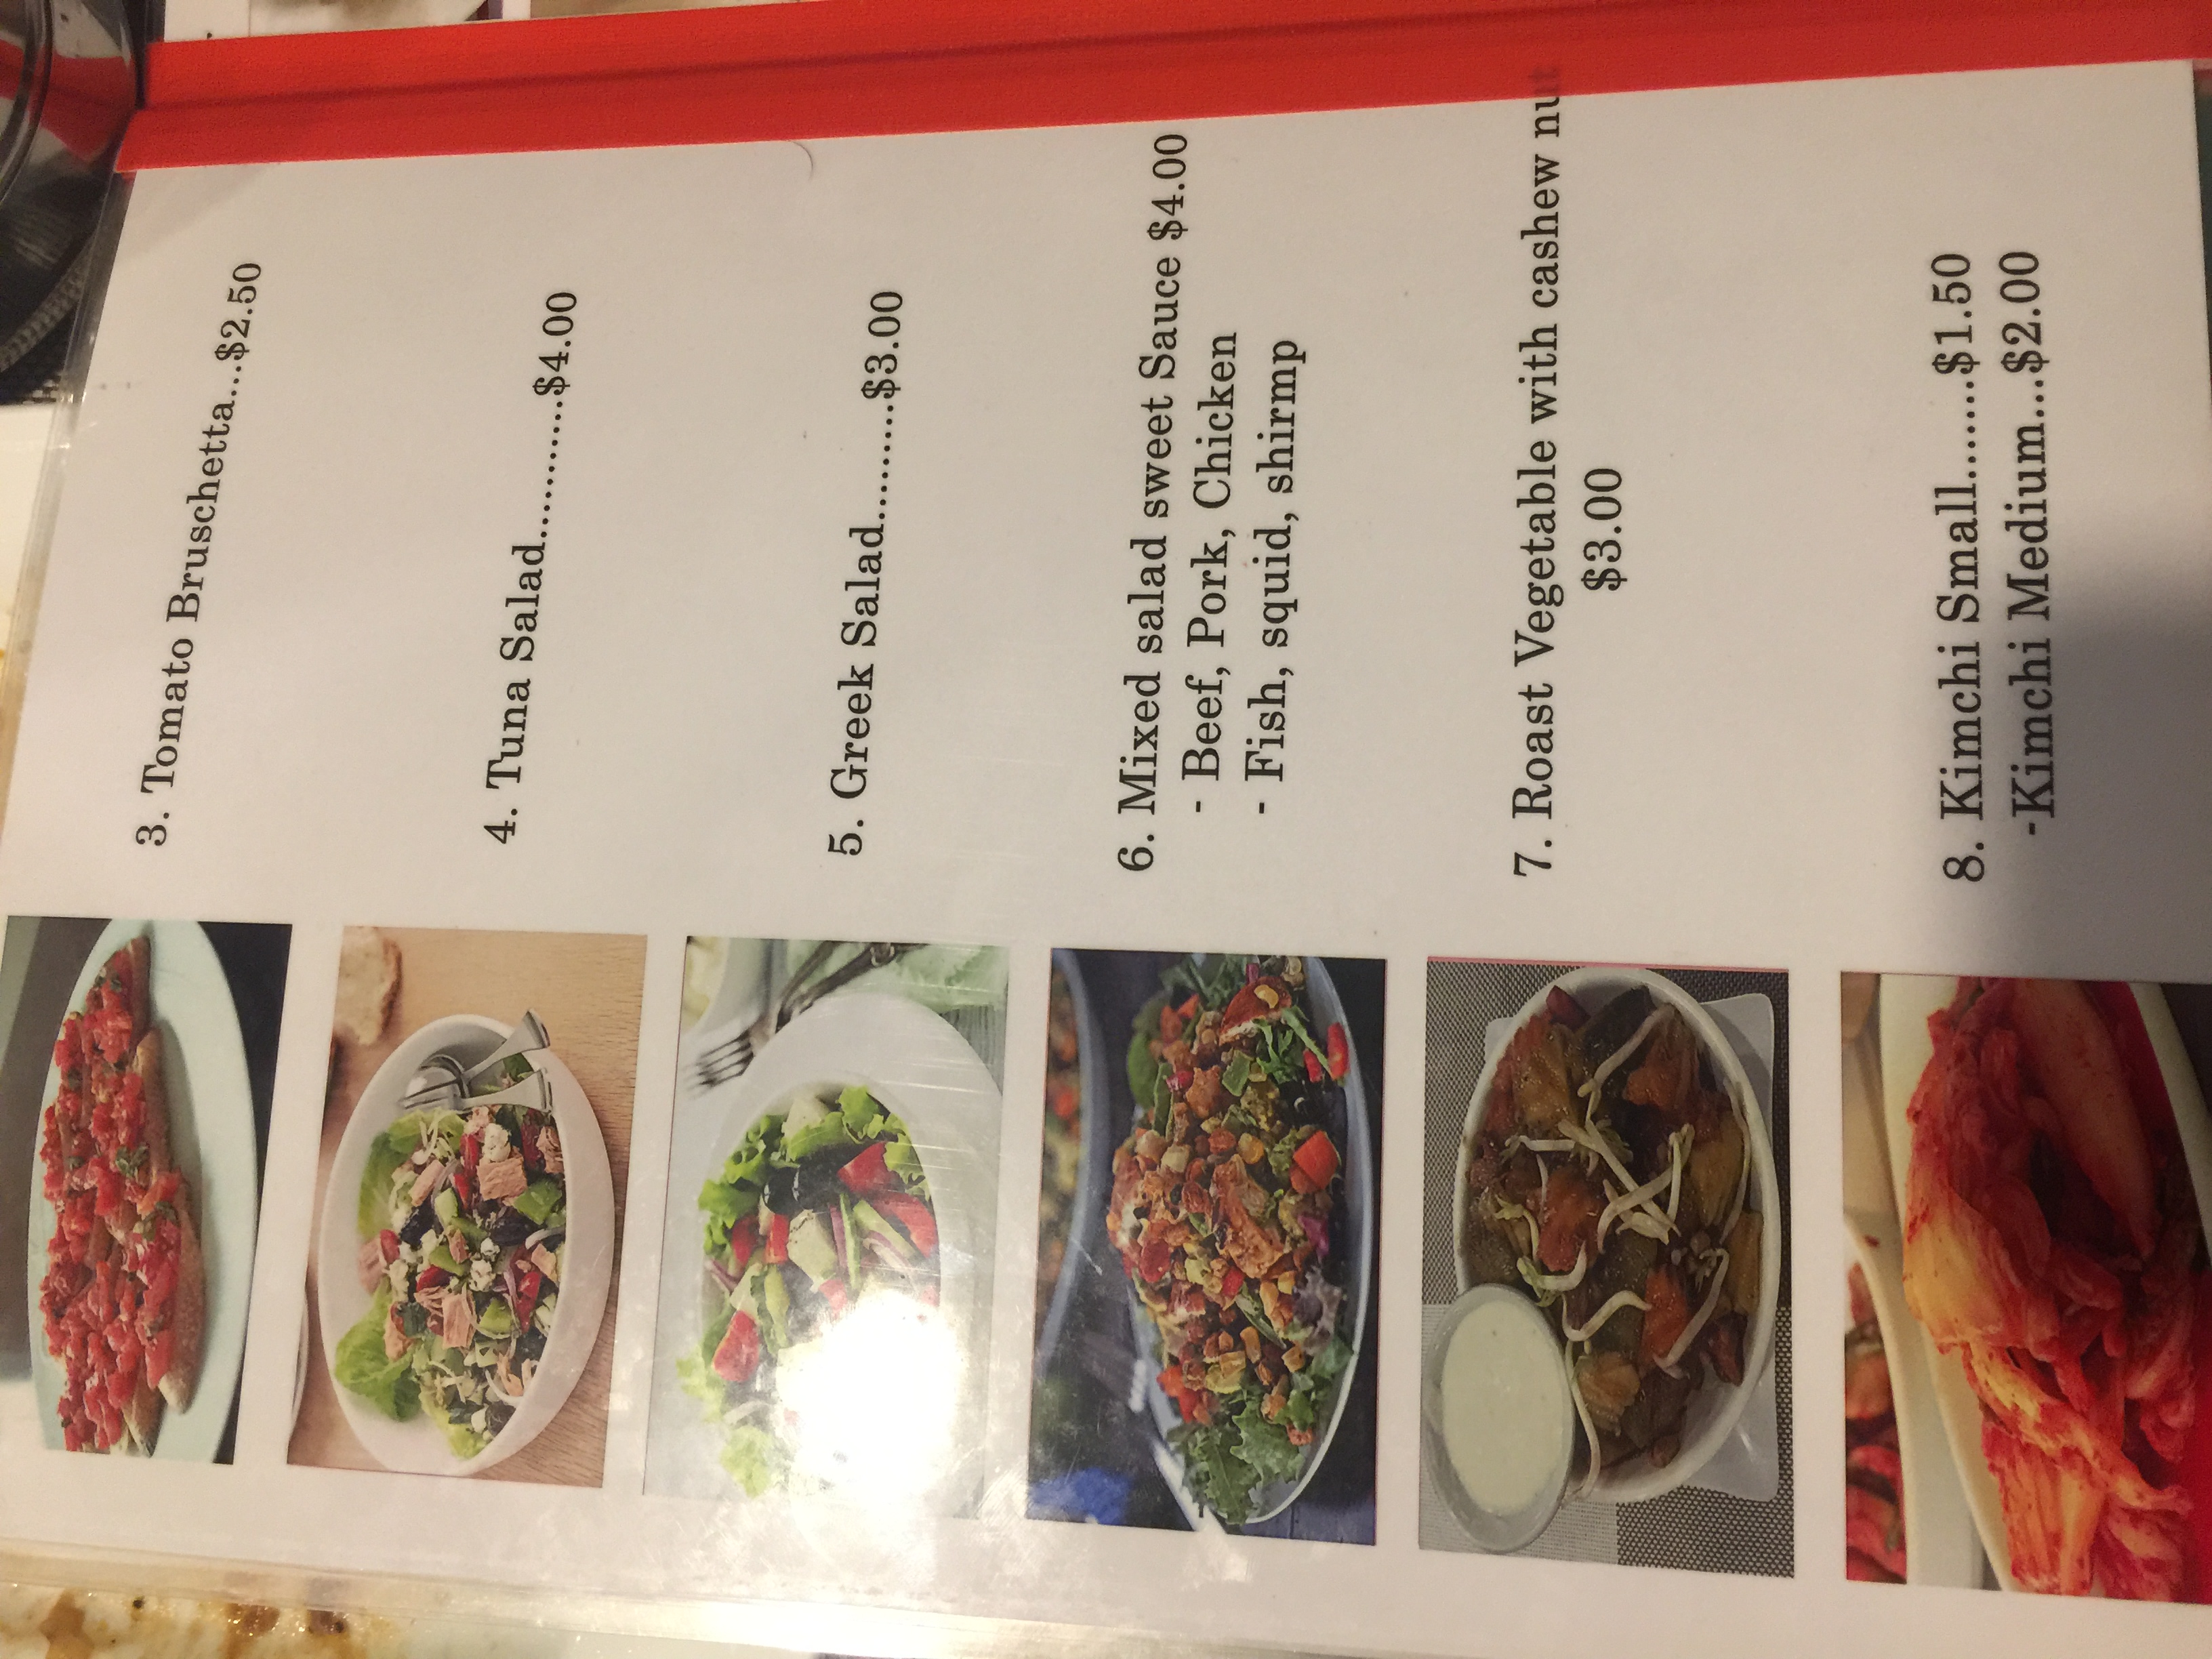 3. Tomato Bruschetta...$2.50
4. Tuna Salad...........$4.00
5. Greek Salad.........$3.00
6. Mixed salad sweet Sauce $4.00
- Beef, Pork, Chicken
- Fish, squid, shirmp
7. Roast Vegetable with cashew nut
$3.00
8. Kimchi Small.......$1.50
-Kimchi Medium...$2.00